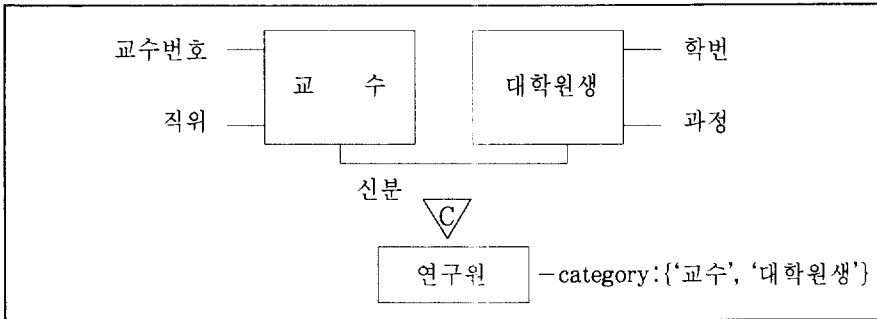 교수번호
교 수
대학원생
학번
직위
과정
신분
C
연구원
-category:{'교수', '대학원생'}